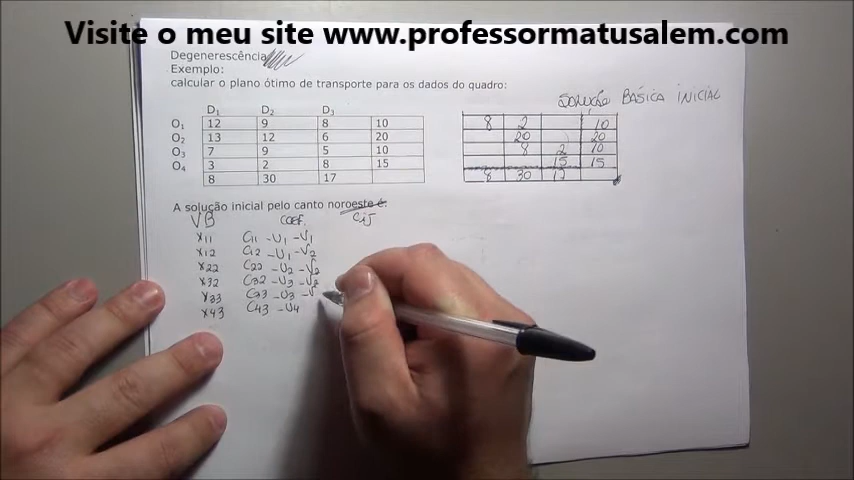 Visite o meu site www.professormatusalem.com
Degenerescência
Exemplo:
calcular o plano ótimo de transporte para os dados do quadro:
SOLUÇÃO BÁSICA INICIAL
D1 D2 D3
O1 12 9 8 10
O2 13 12 6 20
O3 7 9 5 10
O4 3 2 8 15
8 30 17
8 2 10
20 20
8 2 10
15 15
8 30 17
A solução inicial pelo canto noroeste é:
VB COEF. Cij
X11 C11 -U1 -V1
X12 C12 -U1 -V2
X22 C22 -U2 -V2
X32 C32 -U3 -V2
X33 C33 -U3 -V
X43 C43 -U4